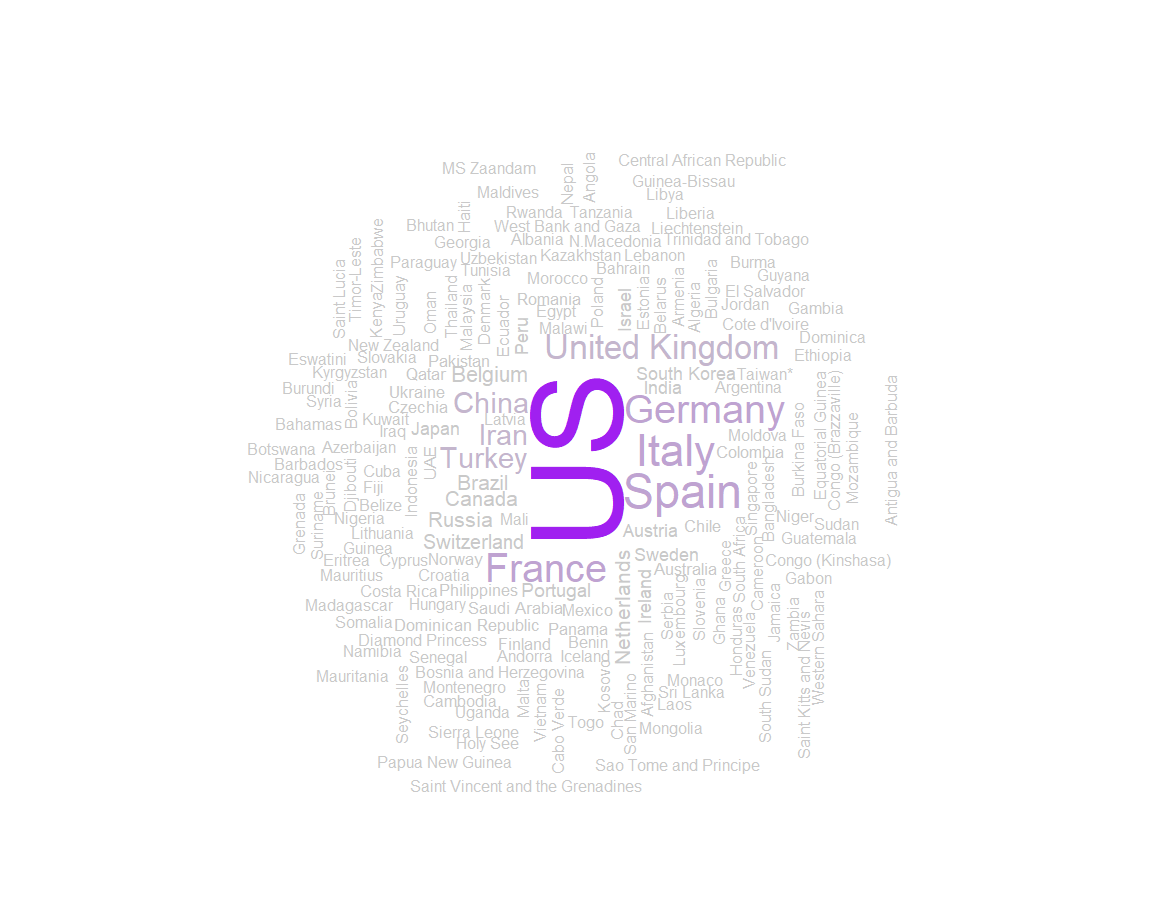 Central African Republic
MS Zaandam
Nepal
Angola
Guinea-Bissau
Maldives
Libya
Haiti
Rwanda
Tanzania
Liberia
Bhutan
West Bank and Gaza
Liechtenstein
Georgia
Albania
N.Macedonia
Trinidad and Tobago
Timor-Leste
Zimbabwe
Paraguay
Uzbekistan
Kazakhstan
Lebanon
Burma
Tunisia
Bahrain
Guyana
Saint Lucia
Kenya
Uruguay
Oman
Thailand
Malaysia
Denmark
Morocco
Poland
Israel
Estonia
Belarus
Armenia
Algeria
Bulgaria
El Salvador
Ecuador
Peru
Romania
Jordan
Gambia
Egypt
Malawi
Cote d'Ivoire
Dominica
New Zealand
United Kingdom
Eswatini
Slovakia
Pakistan
Ethiopia
Kyrgyzstan
Qatar
Belgium
South Korea
Taiwan*
Burundi
Bolivia
Ukraine
India
Argentina
Syria
Czechia
China
US
Germany
Burkina Faso
Equatorial Guinea
Congo (Brazzaville)
Mozambique
Antigua and Barbuda
Bahamas
Kuwait
Latvia
Iraq
Japan
Iran
Moldova
Botswana
Azerbaijan
Italy
Colombia
Barbados
Cuba
UAE
Turkey
Nicaragua
Brunei
Djibouti
Fiji
Indonesia
Brazil
Spain
Singapore
Bangladesh
Grenada
Suriname
Belize
Canada
Nigeria
Russia
Mali
Niger
Lithuania
Austria
Chile
Sudan
Guinea
Switzerland
Guatemala
Eritrea
Cyprus
Norway
Sweden
Congo (Kinshasa)
Mauritius
Croatia
France
Australia
Greece
South Africa
Cameroon
Gabon
Costa Rica
Philippines
Portugal
Netherlands
Ireland
Serbia
Luxembourg
Slovenia
Ghana
Honduras
Venezuela
Jamaica
Zambia
Saint Kitts and Nevis
Western Sahara
Madagascar
Hungary
Saudi Arabia
Mexico
Somalia
Dominican Republic
Panama
Diamond Princess
Finland
Benin
Namibia
Senegal
Andorra
Iceland
Afghanistan
South Sudan
Mauritania
Bosnia and Herzegovina
Kosovo
Monaco
Seychelles
Montenegro
Malta
Vietnam
Cabo Verde
Chad
San Marino
Sri Lanka
Cambodia
Laos
Uganda
Togo
Mongolia
Sierra Leone
Holy See
Papua New Guinea
Sao Tome and Principe
Saint Vincent and the Grenadines